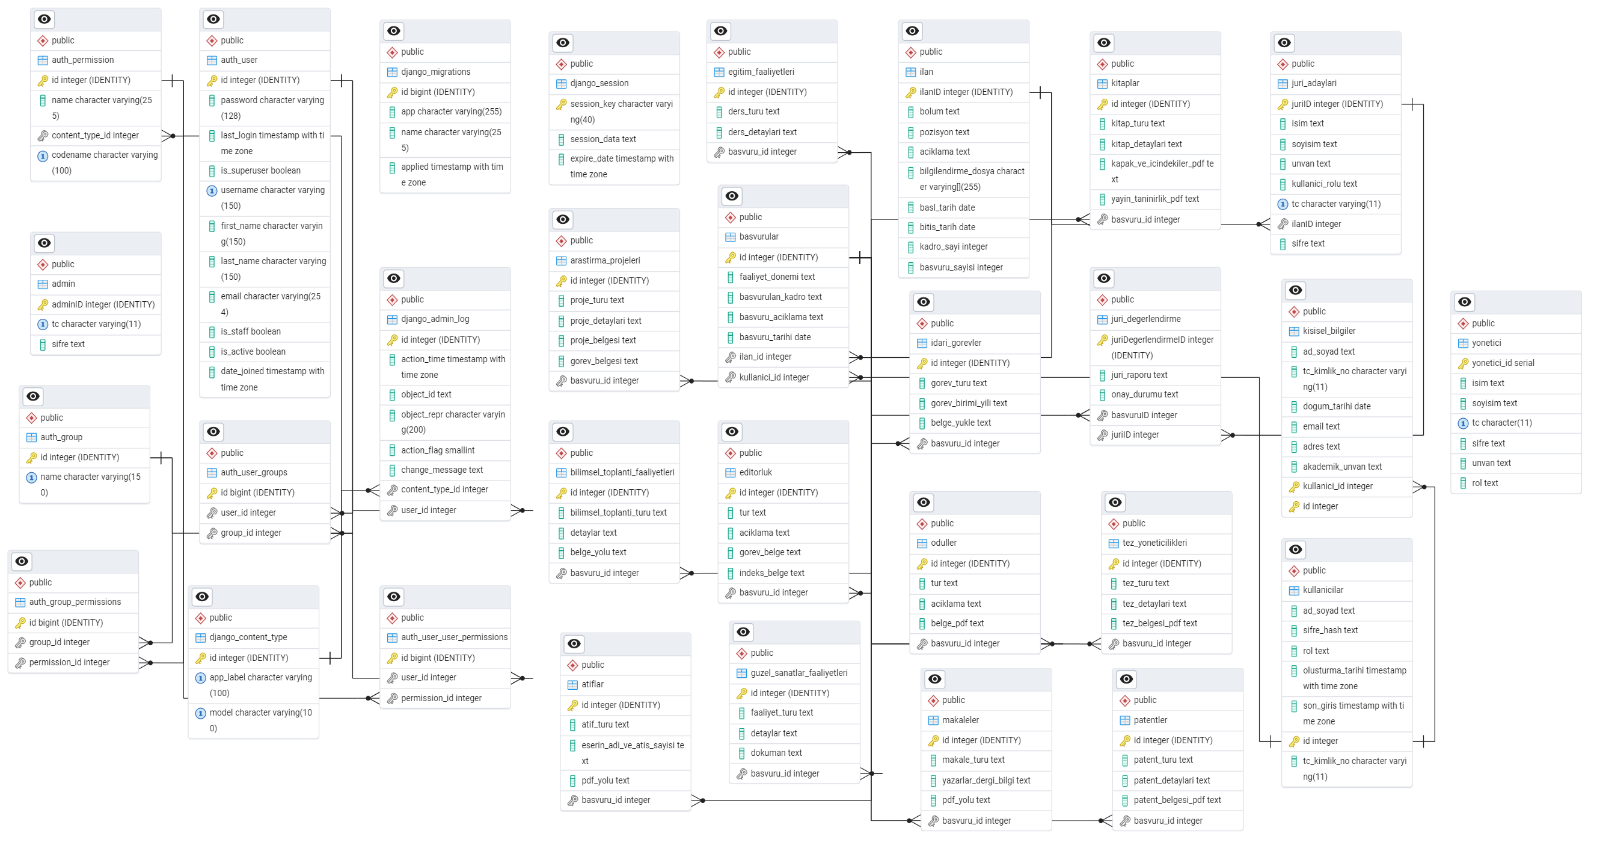 public
auth_permission
id integer (IDENTITY)
name character varying(25
5)
content_type_id integer
codename character varying
(100)
public
admin
adminID integer (IDENTITY)
tc character varying(11)
sifre text
public
auth_group
id integer (IDENTITY)
name character varying(15
0)
public
auth_group_permissions
id bigint (IDENTITY)
group_id integer
permission_id integer
public
auth_user
id integer (IDENTITY)
password character varying
(128)
last_login timestamp with ti
me zone
is_superuser boolean
username character varying
(150)
first_name character varyin
g(150)
last_name character varying
(150)
email character varying(25
4)
is_staff boolean
is_active boolean
date_joined timestamp with
time zone
public
auth_user_groups
id bigint (IDENTITY)
user_id integer
group_id integer
public
django_content_type
id integer (IDENTITY)
app_label character varying
(100)
model character varying(10
0)
public
django_migrations
id bigint (IDENTITY)
app character varying(255)
name character varying(25
5)
applied timestamp with tim
e zone
public
django_admin_log
id integer (IDENTITY)
action_time timestamp with
time zone
object_id text
object_repr character varyin
g(200)
action_flag smallint
change_message text
content_type_id integer
user_id integer
public
auth_user_user_permissions
id bigint (IDENTITY)
user_id integer
permission_id integer
public
django_session
session_key character varyi
ng(40)
session_data text
expire_date timestamp with
time zone
public
arastirma_projeleri
id integer (IDENTITY)
proje_turu text
proje_detaylari text
proje_belgesi text
gorev_belgesi text
basvuru_id integer
public
bilimsel_toplanti_faaliyetleri
id integer (IDENTITY)
bilimsel_toplanti_turu text
detaylar text
belge_yolu text
basvuru_id integer
public
atiflar
id integer (IDENTITY)
atif_turu text
eserin_adi_ve_atis_sayisi te
xt
pdf_yolu text
basvuru_id integer
public
egitim_faaliyetleri
id integer (IDENTITY)
ders_turu text
ders_detaylari text
basvuru_id integer
public
basvurular
id integer (IDENTITY)
faaliyet_donemi text
basvurulan_kadro text
basvuru_aciklama text
basvuru_tarihi date
ilan_id integer
kullanici_id integer
public
editorluk
id integer (IDENTITY)
tur text
aciklama text
gorev_belge text
indeks_belge text
basvuru_id integer
public
guzel_sanatlar_faaliyetleri
id integer (IDENTITY)
faaliyet_turu text
detaylar text
dokuman text
basvuru_id integer
public
ilan
ilanID integer (IDENTITY)
bolum text
pozisyon text
aciklama text
bilgilendirme_dosya charact
er varying[](255)
basl_tarih date
bitis_tarih date
kadro_sayi integer
basvuru_sayisi integer
public
idari_gorevler
id integer (IDENTITY)
gorev_turu text
gorev_birimi_yili text
belge_yukle text
basvuru_id integer
public
oduller
id integer (IDENTITY)
tur text
aciklama text
belge_pdf text
basvuru_id integer
public
makaleler
id integer (IDENTITY)
makale_turu text
yazarlar_dergi_bilgi text
pdf_yolu text
basvuru_id integer
public
kitaplar
id integer (IDENTITY)
kitap_turu text
kitap_detaylari text
kapak_ve_icindekiler_pdf te
xt
yayin_taninirlik_pdf text
basvuru_id integer
public
juri_degerlendirme
juriDegerlendirmeID integer
(IDENTITY)
juri_raporu text
onay_durumu text
basvuruID integer
juriID integer
public
tez_yoneticilikleri
id integer (IDENTITY)
tez_turu text
tez_detaylari text
tez_belgesi_pdf text
basvuru_id integer
public
patentler
id integer (IDENTITY)
patent_turu text
patent_detaylari text
patent_belgesi_pdf text
basvuru_id integer
public
juri_adaylari
juriID integer (IDENTITY)
isim text
soyisim text
unvan text
kullanici_rolu text
tc character varying(11)
ilanID integer
sifre text
public
kisisel_bilgiler
ad_soyad text
tc_kimlik_no character varyi
ng(11)
dogum_tarihi date
email text
adres text
akademik_unvan text
kullanici_id integer
id integer
public
kullanicilar
ad_soyad text
sifre_hash text
rol text
olusturma_tarihi timestamp
with time zone
son_giris timestamp with ti
me zone
id integer
tc_kimlik_no character varyi
ng(11)
public
yonetici
yonetici_id serial
isim text
soyisim text
tc character(11)
sifre text
unvan text
rol text